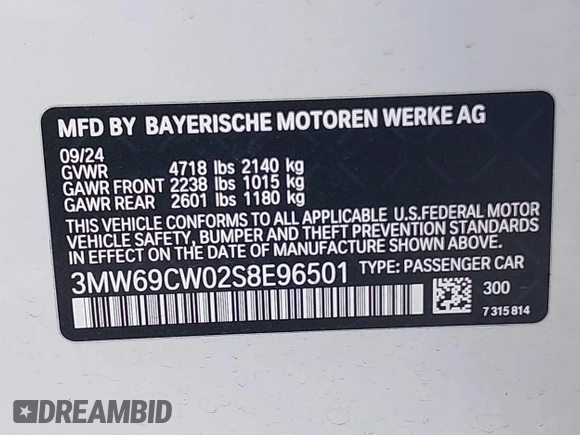 MFD BY BAYERISCHE MOTOREN WERKE AG
09/24
GVWR 4718 lbs 2140 kg
GAWR FRONT 2238 lbs 1015 kg
GAWR REAR 2601 lbs 1180 kg
THIS VEHICLE CONFORMS TO ALL APPLICABLE U.S.FEDERAL MOTOR
VEHICLE SAFETY, BUMPER, AND THEFT PREVENTION STANDARDS
IN EFFECT ON THE DATE OF MANUFACTURE SHOWN ABOVE.
3MW69CW02S8E96501 TYPE: PASSENGER CAR
300
7 315 814
DREAMBID